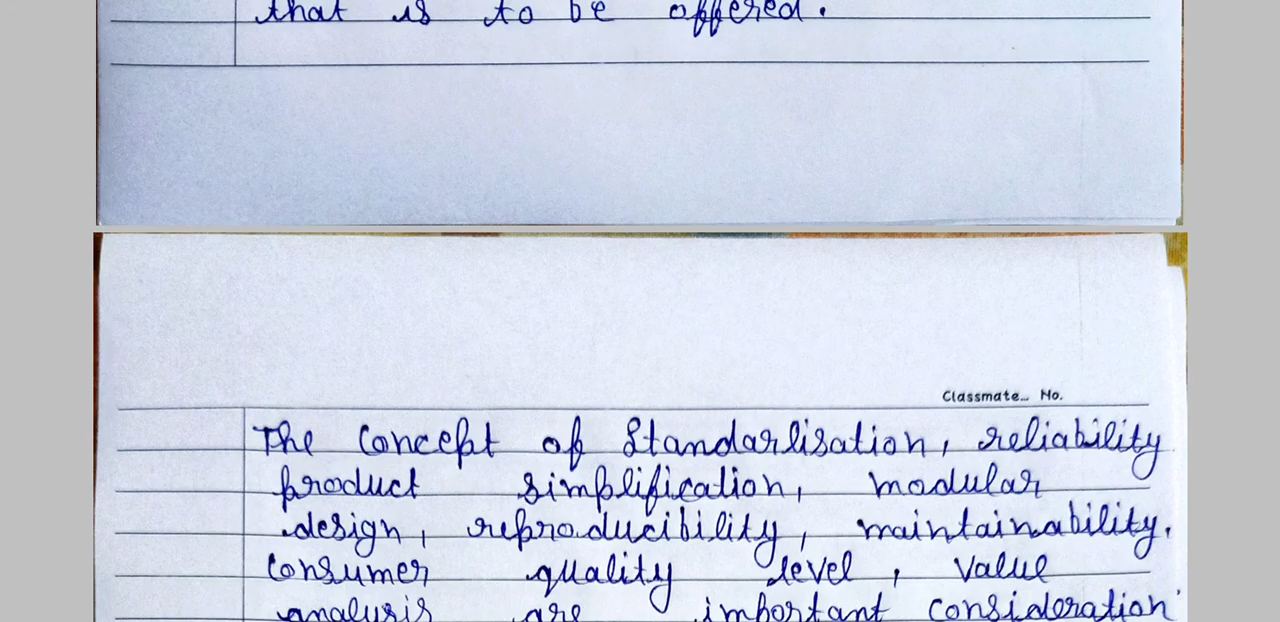 that is to be offered.
Classmate... No.
The Concept of Standarlisation, reliability
product simplification, modular
design, reproducibility, maintainability.
Consumer quality level, value
analysis are important consideration